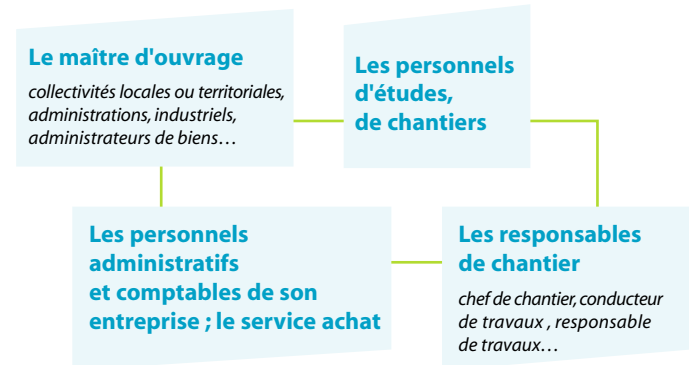 Le maître d'ouvrage
collectivités locales ou territoriales,
administrations, industriels,
administrateurs de biens…
Les personnels
d'études,
de chantiers
Les personnels
administratifs
et comptables de son
entreprise ; le service achat
Les responsables
de chantier
chef de chantier, conducteur
de travaux , responsable
de travaux…